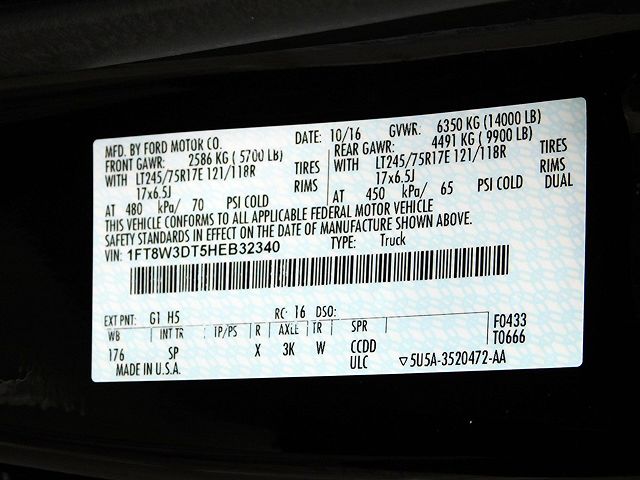 MFD. BY FORD MOTOR CO. DATE: 10/16 GVWR: 6350 KG (14000 LB)
FRONT GAWR: 2586 KG ( 5700 LB) REAR GAWR: 4491 KG ( 9900 LB)
WITH LT245/75R17E 121/118R TIRES WITH LT245/75R17E 121/118R TIRES
17x6.5J RIMS 17x6.5J RIMS
AT 480 kPa/ 70 PSI COLD AT 450 kPa/ 65 PSI COLD DUAL
THIS VEHICLE CONFORMS TO ALL APPLICABLE FEDERAL MOTOR VEHICLE
SAFETY STANDARDS IN EFFECT ON THE DATE OF MANUFACTURE SHOWN ABOVE.
VIN: 1FT8W3DT5HEB32340 TYPE: Truck
EXT PNT: G1 H5 RC: 16 DSO: F0433
WB INT TR TP/PS R AXLE TR SPR T0666
176 SP X 3K W CCDD
MADE IN U.S.A. ULC ▽5U5A-3520472-AA